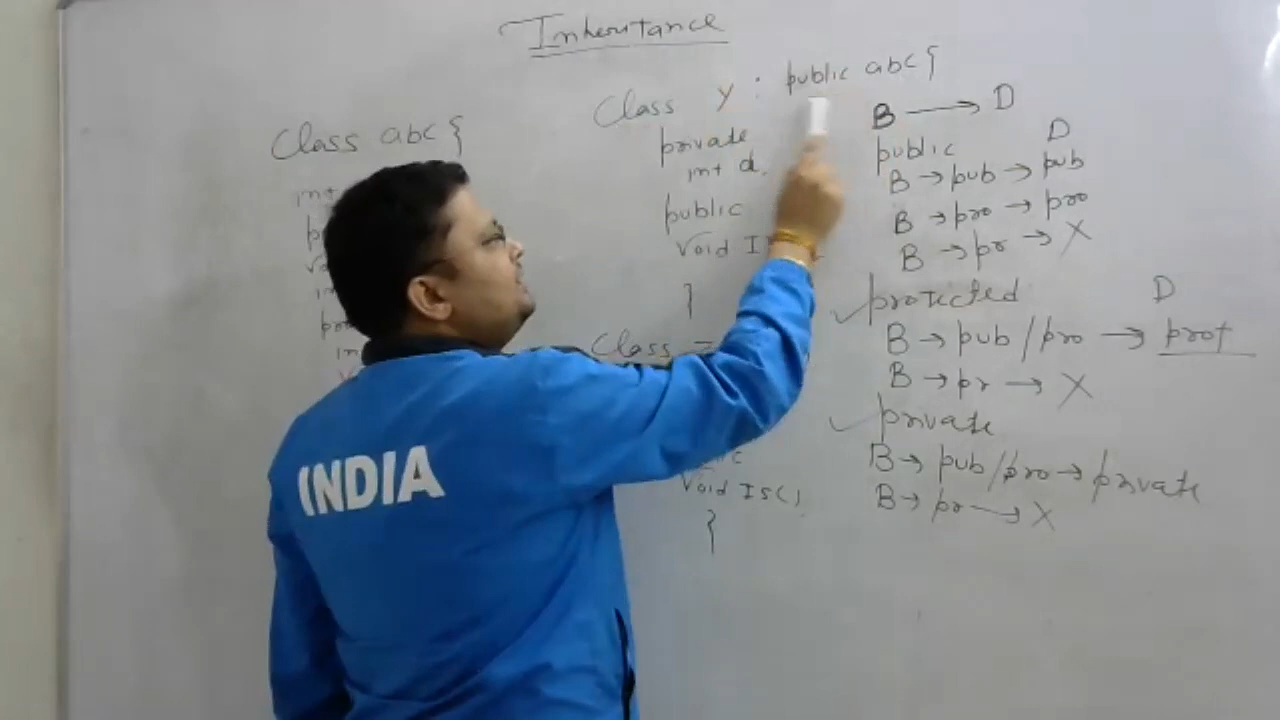 Inheritance
Class abc {
int
Class y : public abc {
private
int d,
public
void I
}
Class
void IS( )
}
B → D
public D
B → pub → pub
B → pro → pro
B → pr → X
✓ protected D
B → pub / pro → prot
B → pr → X
✓ private
B → pub / pro → private
B → pr → X
INDIA